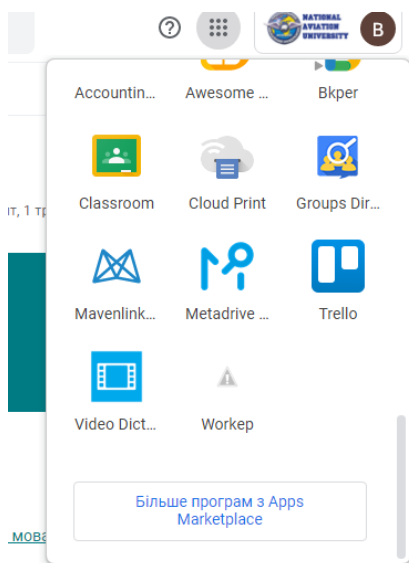 NATIONAL
AVIATION
UNIVERSITY
B
Accountin...
Awesome ...
Bkper
Classroom
Cloud Print
Groups Dir...
іт, 1 тр
Mavenlink...
Metadrive ...
Trello
Video Dict...
Workep
Більше програм з Apps
Marketplace
мова